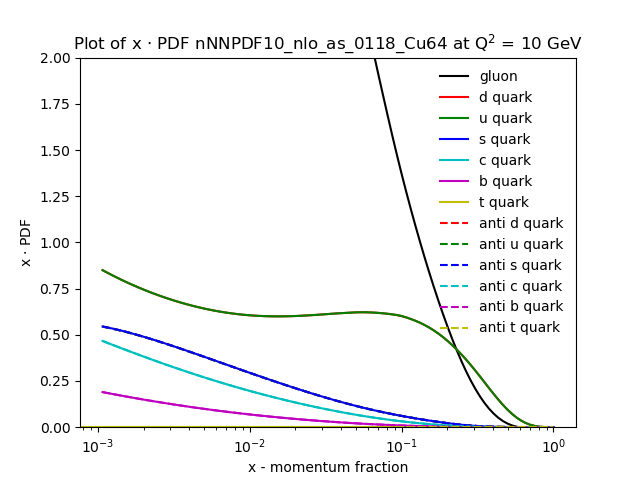 Plot of x · PDF nNNPDF10_nlo_as_0118_Cu64 at Q² = 10 GeV
2.00
1.75
1.50
1.25
1.00
0.75
0.50
0.25
0.00
x · PDF
gluon
d quark
u quark
s quark
c quark
b quark
t quark
anti d quark
anti u quark
anti s quark
anti c quark
anti b quark
anti t quark
10⁻³ 10⁻² 10⁻¹ 10⁰
x - momentum fraction